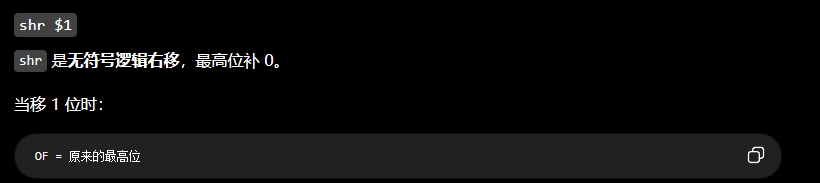 shr $1
shr 是无符号逻辑右移，最高位补 0。
当移 1 位时：
OF = 原来的最高位